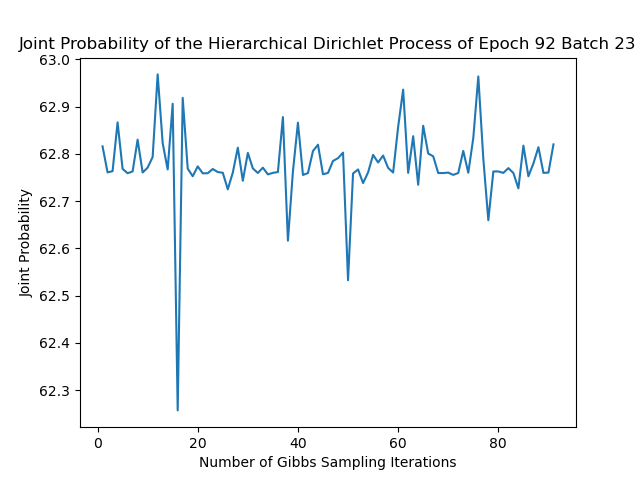 Joint Probability of the Hierarchical Dirichlet Process of Epoch 92 Batch 23
63.0
62.9
62.8
62.7
62.6
62.5
62.4
62.3
Joint Probability
0 20 40 60 80
Number of Gibbs Sampling Iterations